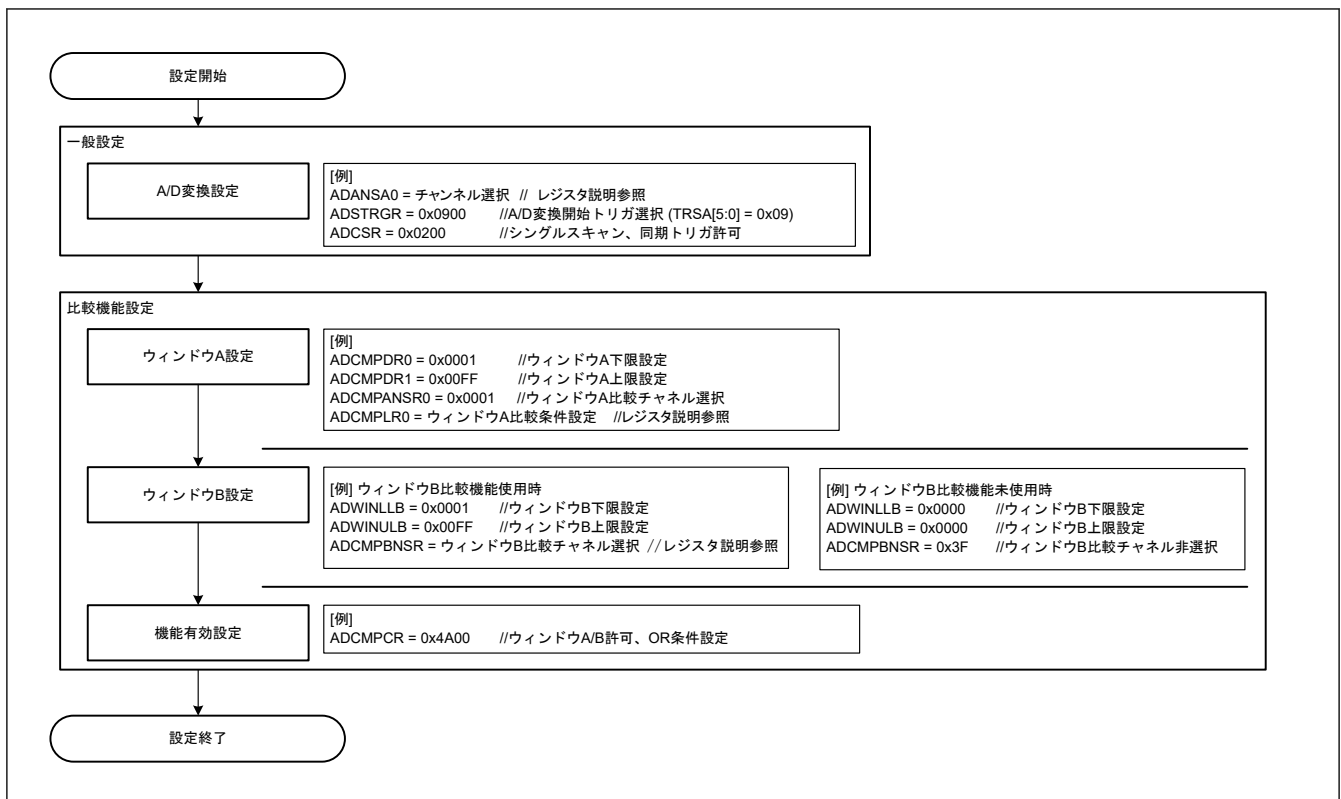 設定開始
一般設定
A/D変換設定
[例]
ADANSA0 = チャンネル選択 // レジスタ説明参照
ADSTRGR = 0x0900 //A/D変換開始トリガ選択 (TRSA[5:0] = 0x09)
ADCSR = 0x0200 //シングルスキャン、同期トリガ許可
比較機能設定
ウィンドウA設定
[例]
ADCMPDR0 = 0x0001 //ウィンドウA下限設定
ADCMPDR1 = 0x00FF //ウィンドウA上限設定
ADCMPANSR0 = 0x0001 //ウィンドウA比較チャネル選択
ADCMPLR0 = ウィンドウA比較条件設定 //レジスタ説明参照
ウィンドウB設定
[例] ウィンドウB比較機能使用時
ADWINLLB = 0x0001 //ウィンドウB下限設定
ADWINULB = 0x00FF //ウィンドウB上限設定
ADCMPBNSR = ウィンドウB比較チャネル選択 //レジスタ説明参照
[例] ウィンドウB比較機能未使用時
ADWINLLB = 0x0000 //ウィンドウB下限設定
ADWINULB = 0x0000 //ウィンドウB上限設定
ADCMPBNSR = 0x3F //ウィンドウB比較チャネル非選択
機能有効設定
[例]
ADCMPCR = 0x4A00 //ウィンドウA/B許可、OR条件設定
設定終了